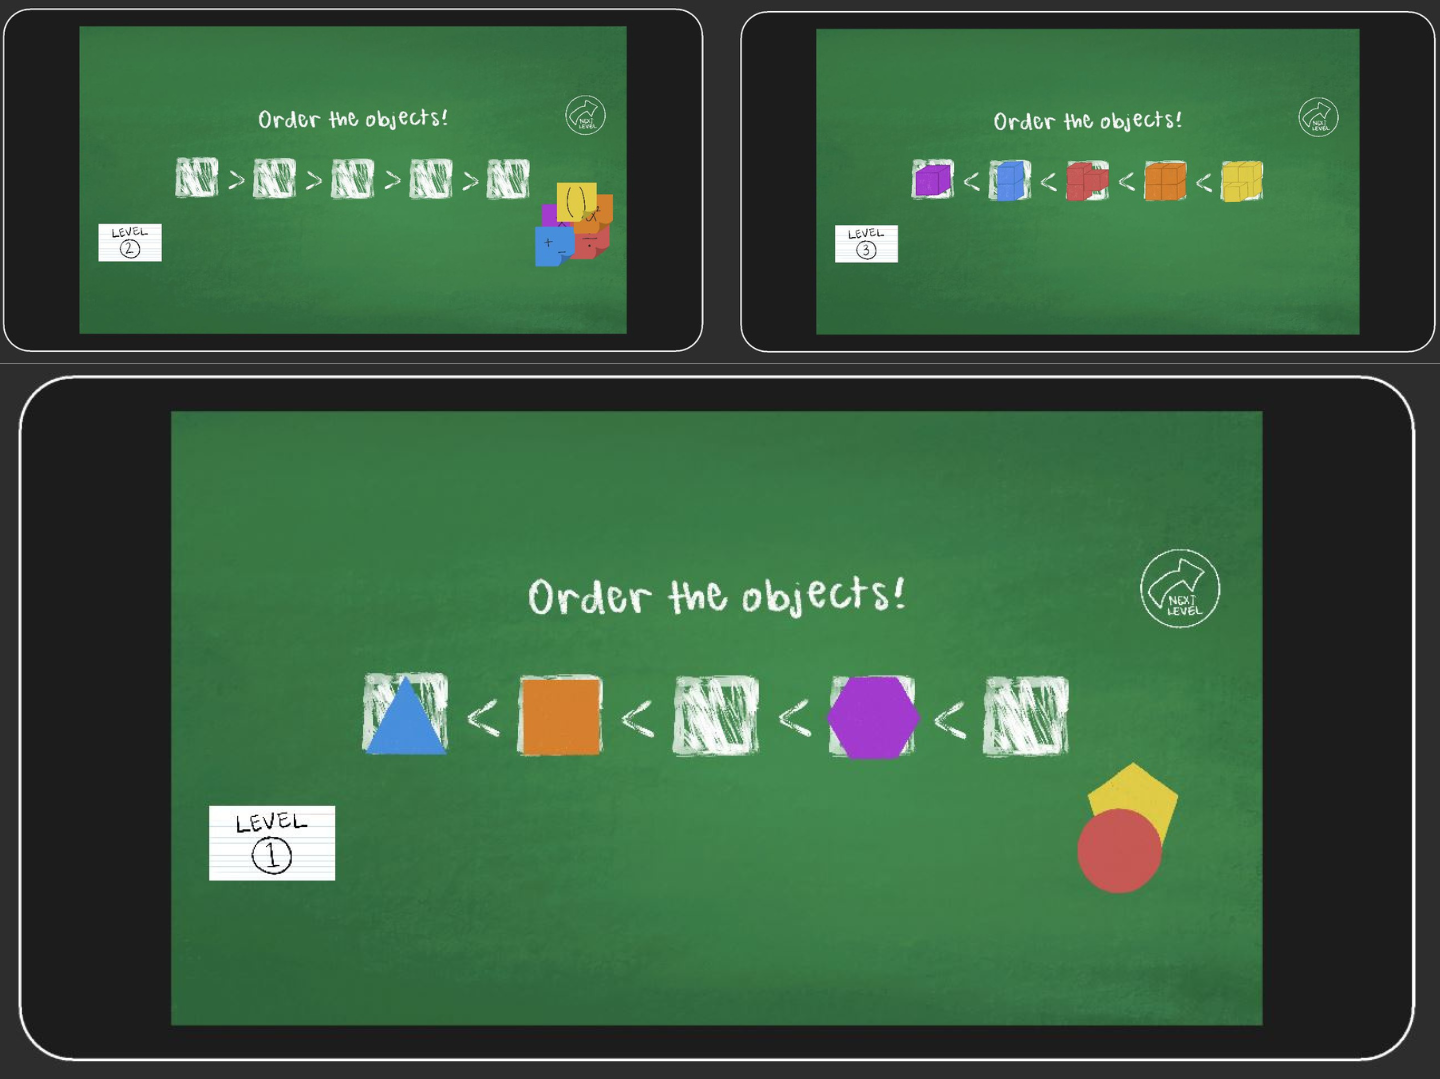 Order the objects!
NEXT
LEVEL
> > > >
( )
x²
+
-
÷
LEVEL
2
Order the objects!
NEXT
LEVEL
< < < <
LEVEL
3
Order the objects!
NEXT
LEVEL
< < < <
LEVEL
1